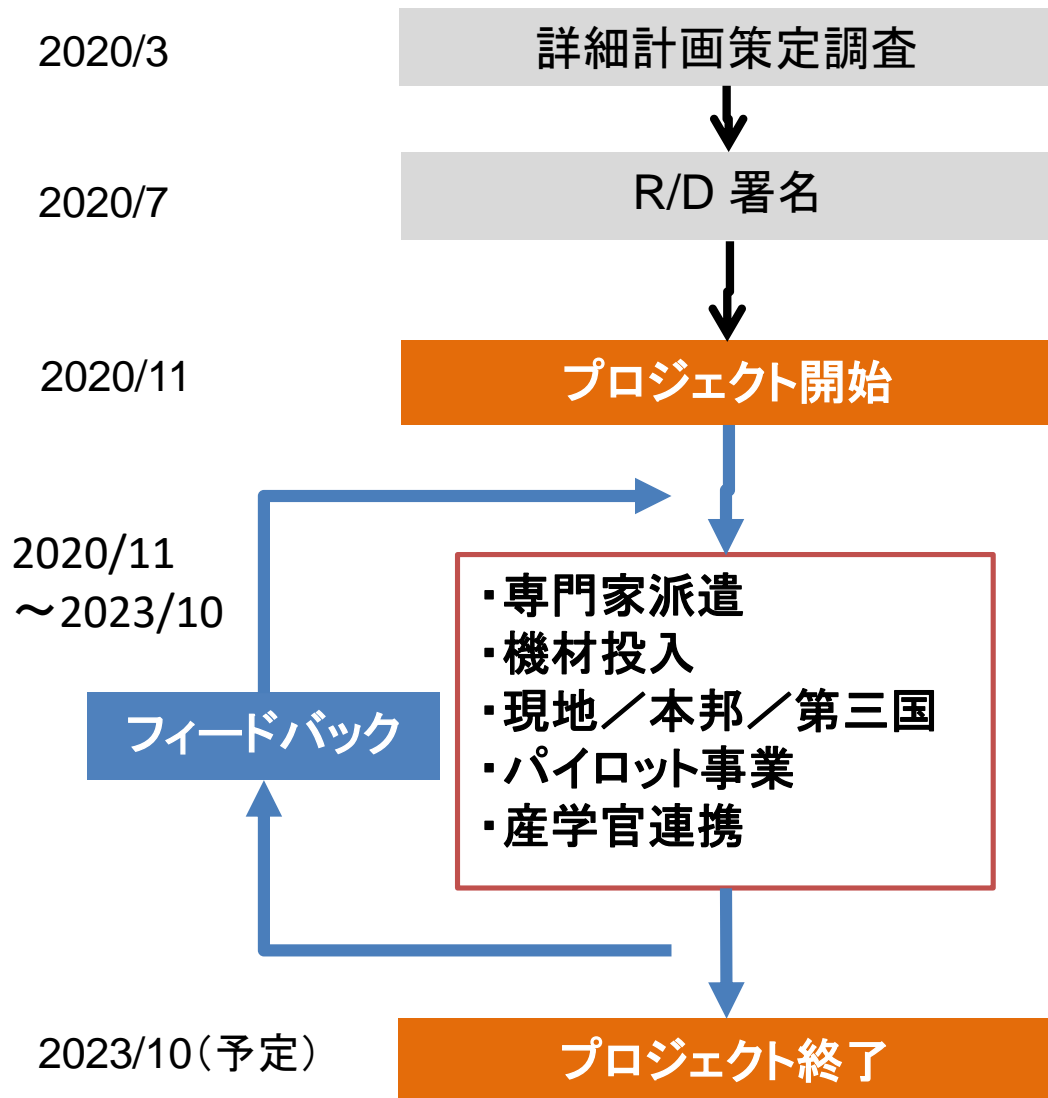 2020/3
詳細計画策定調査
2020/7
R/D 署名
2020/11
プロジェクト開始
2020/11
～2023/10
フィードバック
・専門家派遣
・機材投入
・現地／本邦／第三国
・パイロット事業
・産学官連携
2023/10（予定）
プロジェクト終了